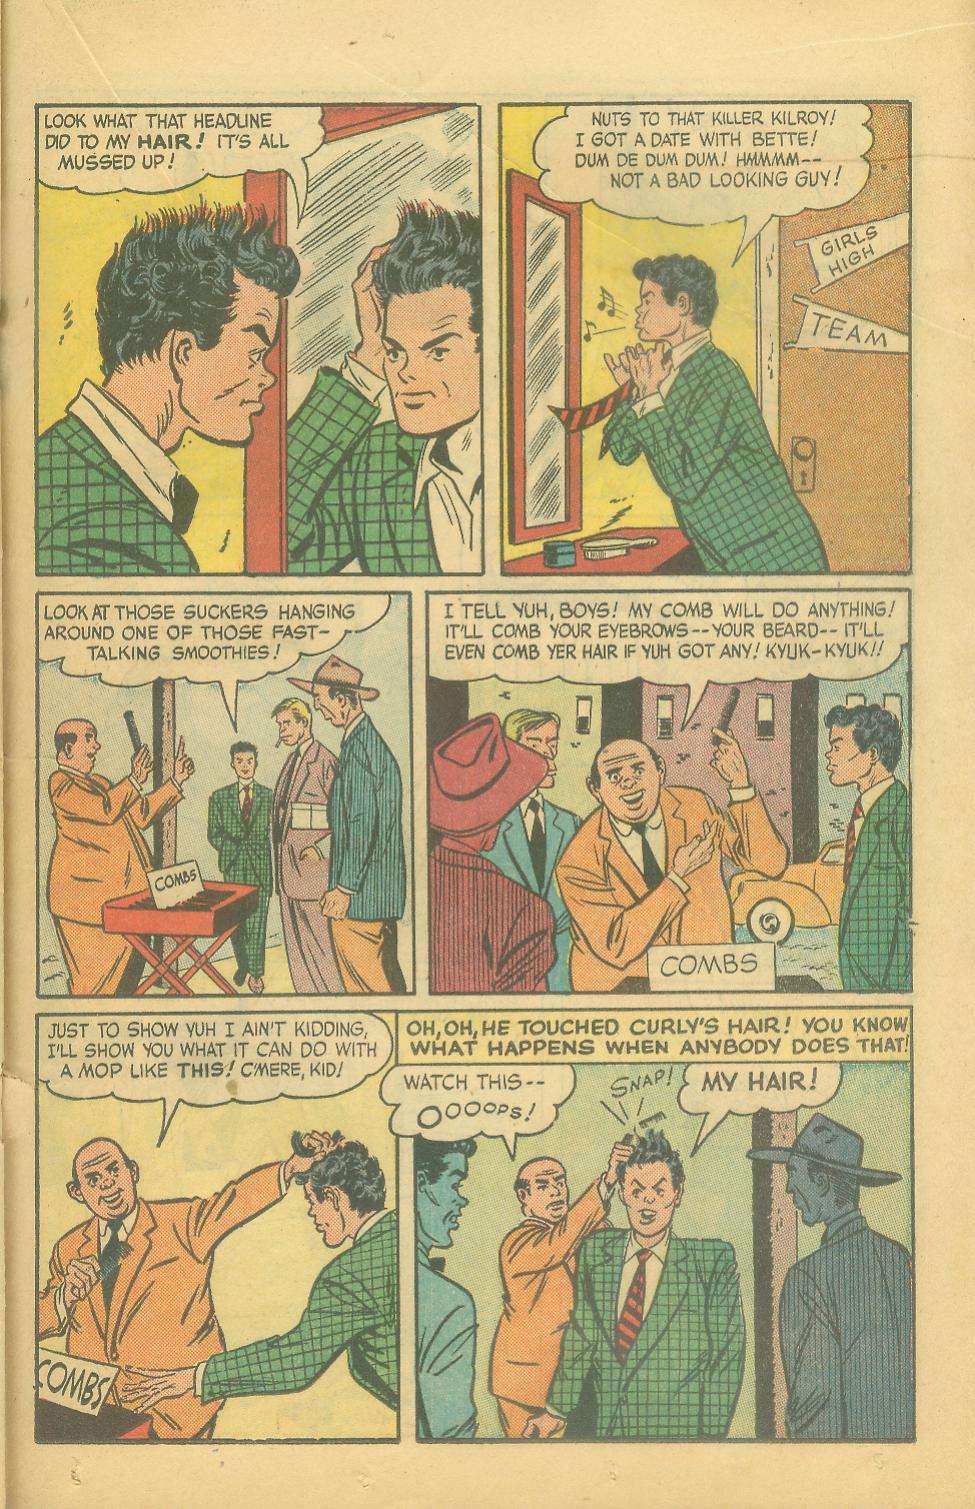 LOOK WHAT THAT HEADLINE
DID TO MY HAIR! IT'S ALL
MUSSED UP!
NUTS TO THAT KILLER KILROY!
I GOT A DATE WITH BETTE!
DUM DE DUM DUM! HMMMM--
NOT A BAD LOOKING GUY!
GIRLS
HIGH
TEAM
LOOK AT THOSE SUCKERS HANGING
AROUND ONE OF THOSE FAST-
TALKING SMOOTHIES!
COMBS
I TELL YUH, BOYS! MY COMB WILL DO ANYTHING!
IT'LL COMB YOUR EYEBROWS--YOUR BEARD--IT'LL
EVEN COMB YER HAIR IF YUH GOT ANY! KYUK-KYUK!!
COMBS
JUST TO SHOW YUH I AIN'T KIDDING,
I'LL SHOW YOU WHAT IT CAN DO WITH
A MOP LIKE THIS! C'MERE, KID!
COMBS
OH, OH, HE TOUCHED CURLY'S HAIR! YOU KNOW
WHAT HAPPENS WHEN ANYBODY DOES THAT!
WATCH THIS--
OOOOPS!
SNAP!
MY HAIR!